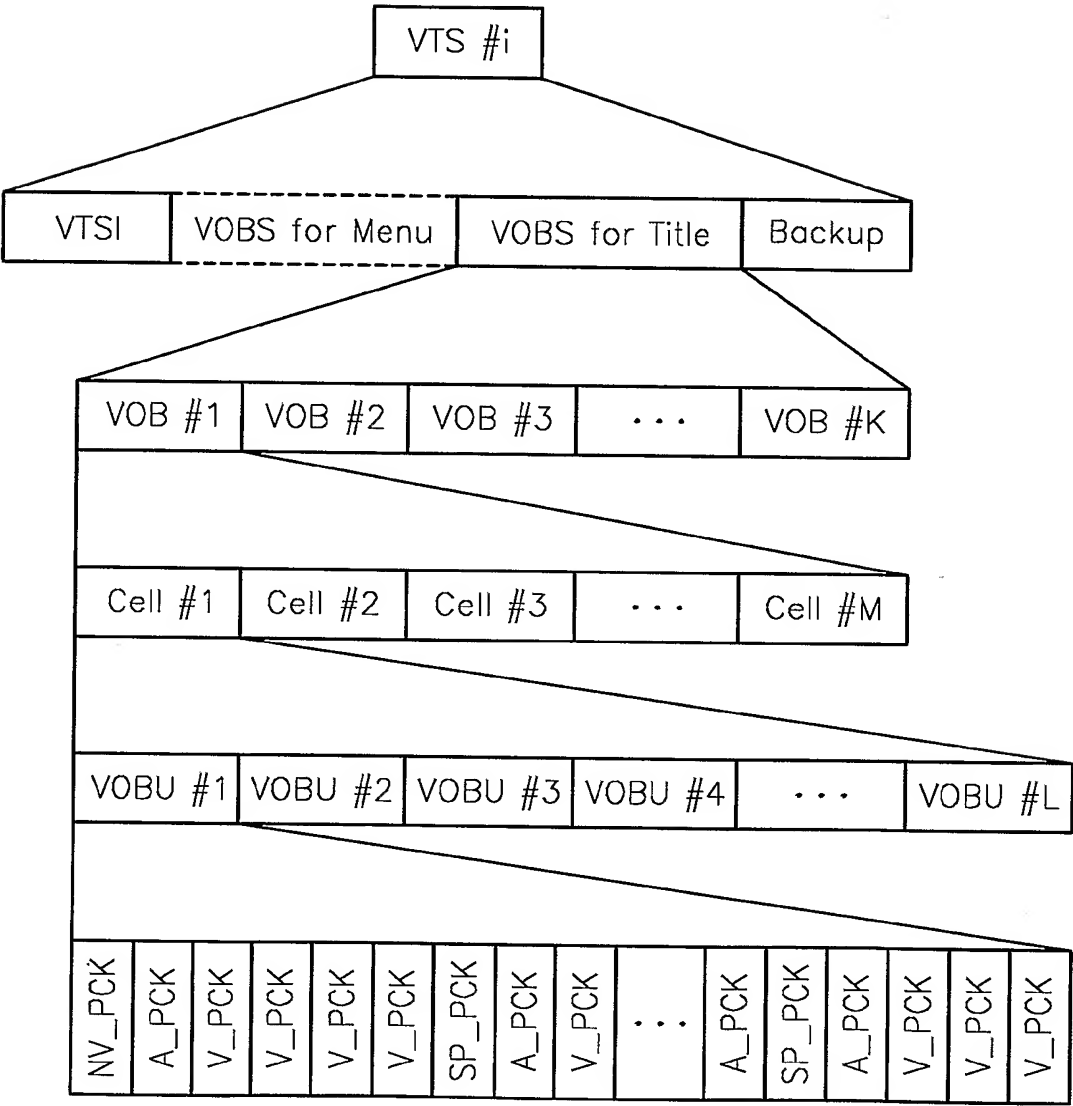 VTS #i
VTSI VOBS for Menu VOBS for Title Backup
VOB #1 VOB #2 VOB #3 ... VOB #K
Cell #1 Cell #2 Cell #3 ... Cell #M
VOBU #1 VOBU #2 VOBU #3 VOBU #4 ... VOBU #L
NV_PCK A_PCK V_PCK V_PCK V_PCK V_PCK SP_PCK A_PCK V_PCK ... A_PCK SP_PCK A_PCK V_PCK V_PCK V_PCK